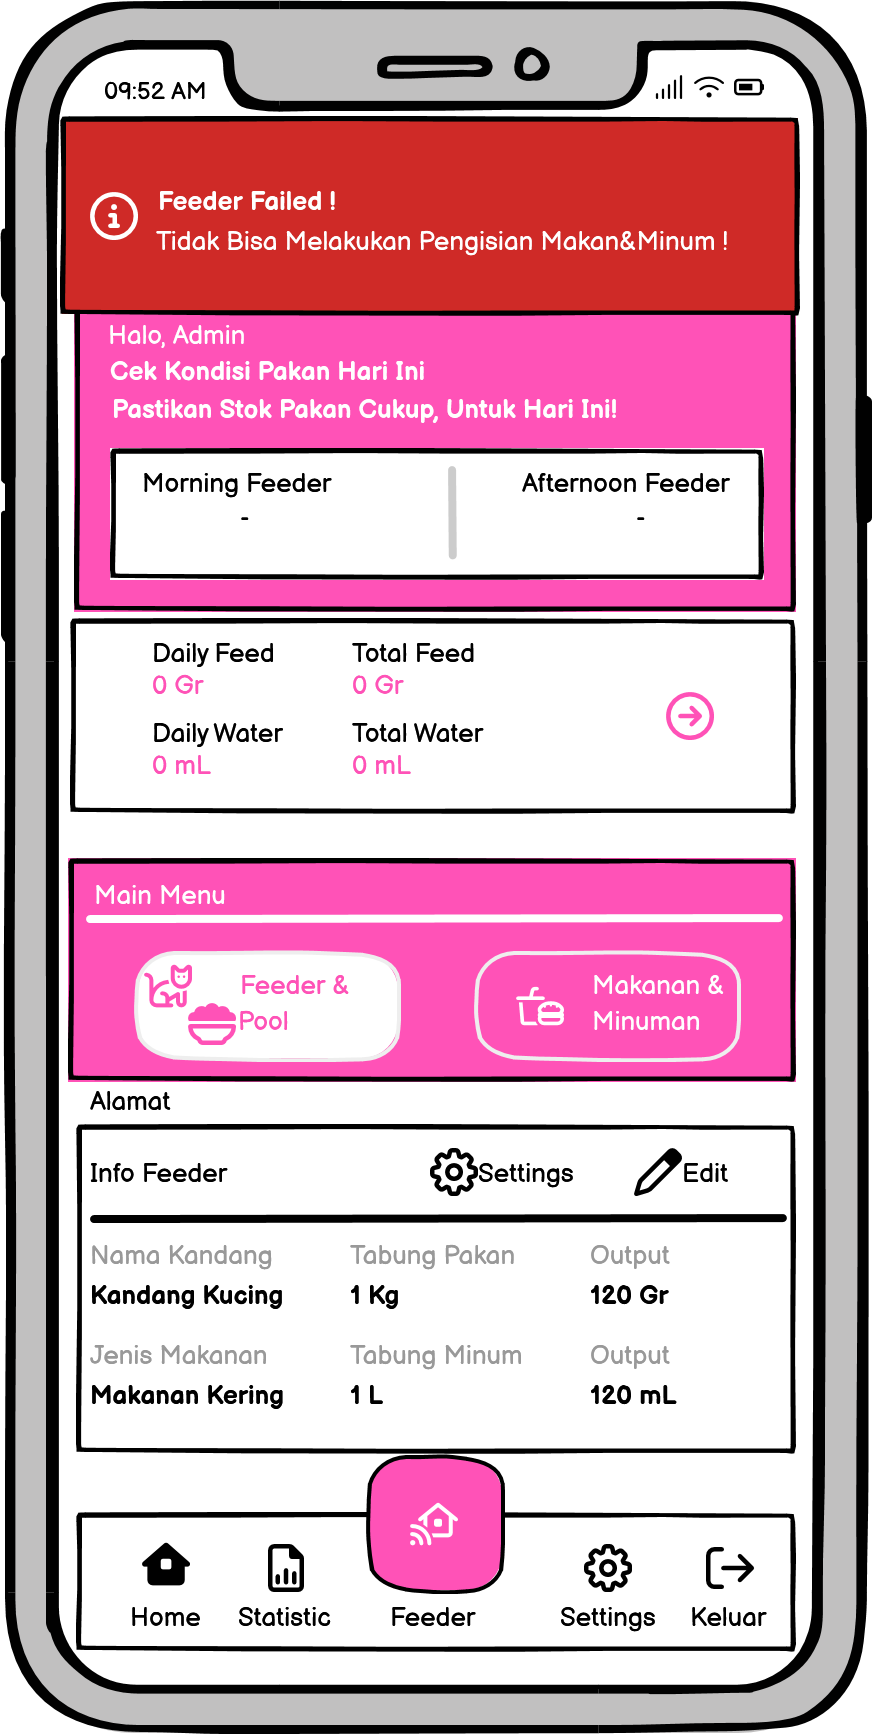 09:52 AM
Feeder Failed !
Tidak Bisa Melakukan Pengisian Makan&Minum !
Halo, Admin
Cek Kondisi Pakan Hari Ini
Pastikan Stok Pakan Cukup, Untuk Hari Ini!
Morning Feeder Afternoon Feeder
- -
Daily Feed Total Feed
0 Gr 0 Gr
Daily Water Total Water
0 mL 0 mL
Main Menu
Feeder & Makanan &
Pool Minuman
Alamat
Info Feeder Settings Edit
Nama Kandang Tabung Pakan Output
Kandang Kucing 1 Kg 120 Gr
Jenis Makanan Tabung Minum Output
Makanan Kering 1 L 120 mL
Home Statistic Feeder Settings Keluar